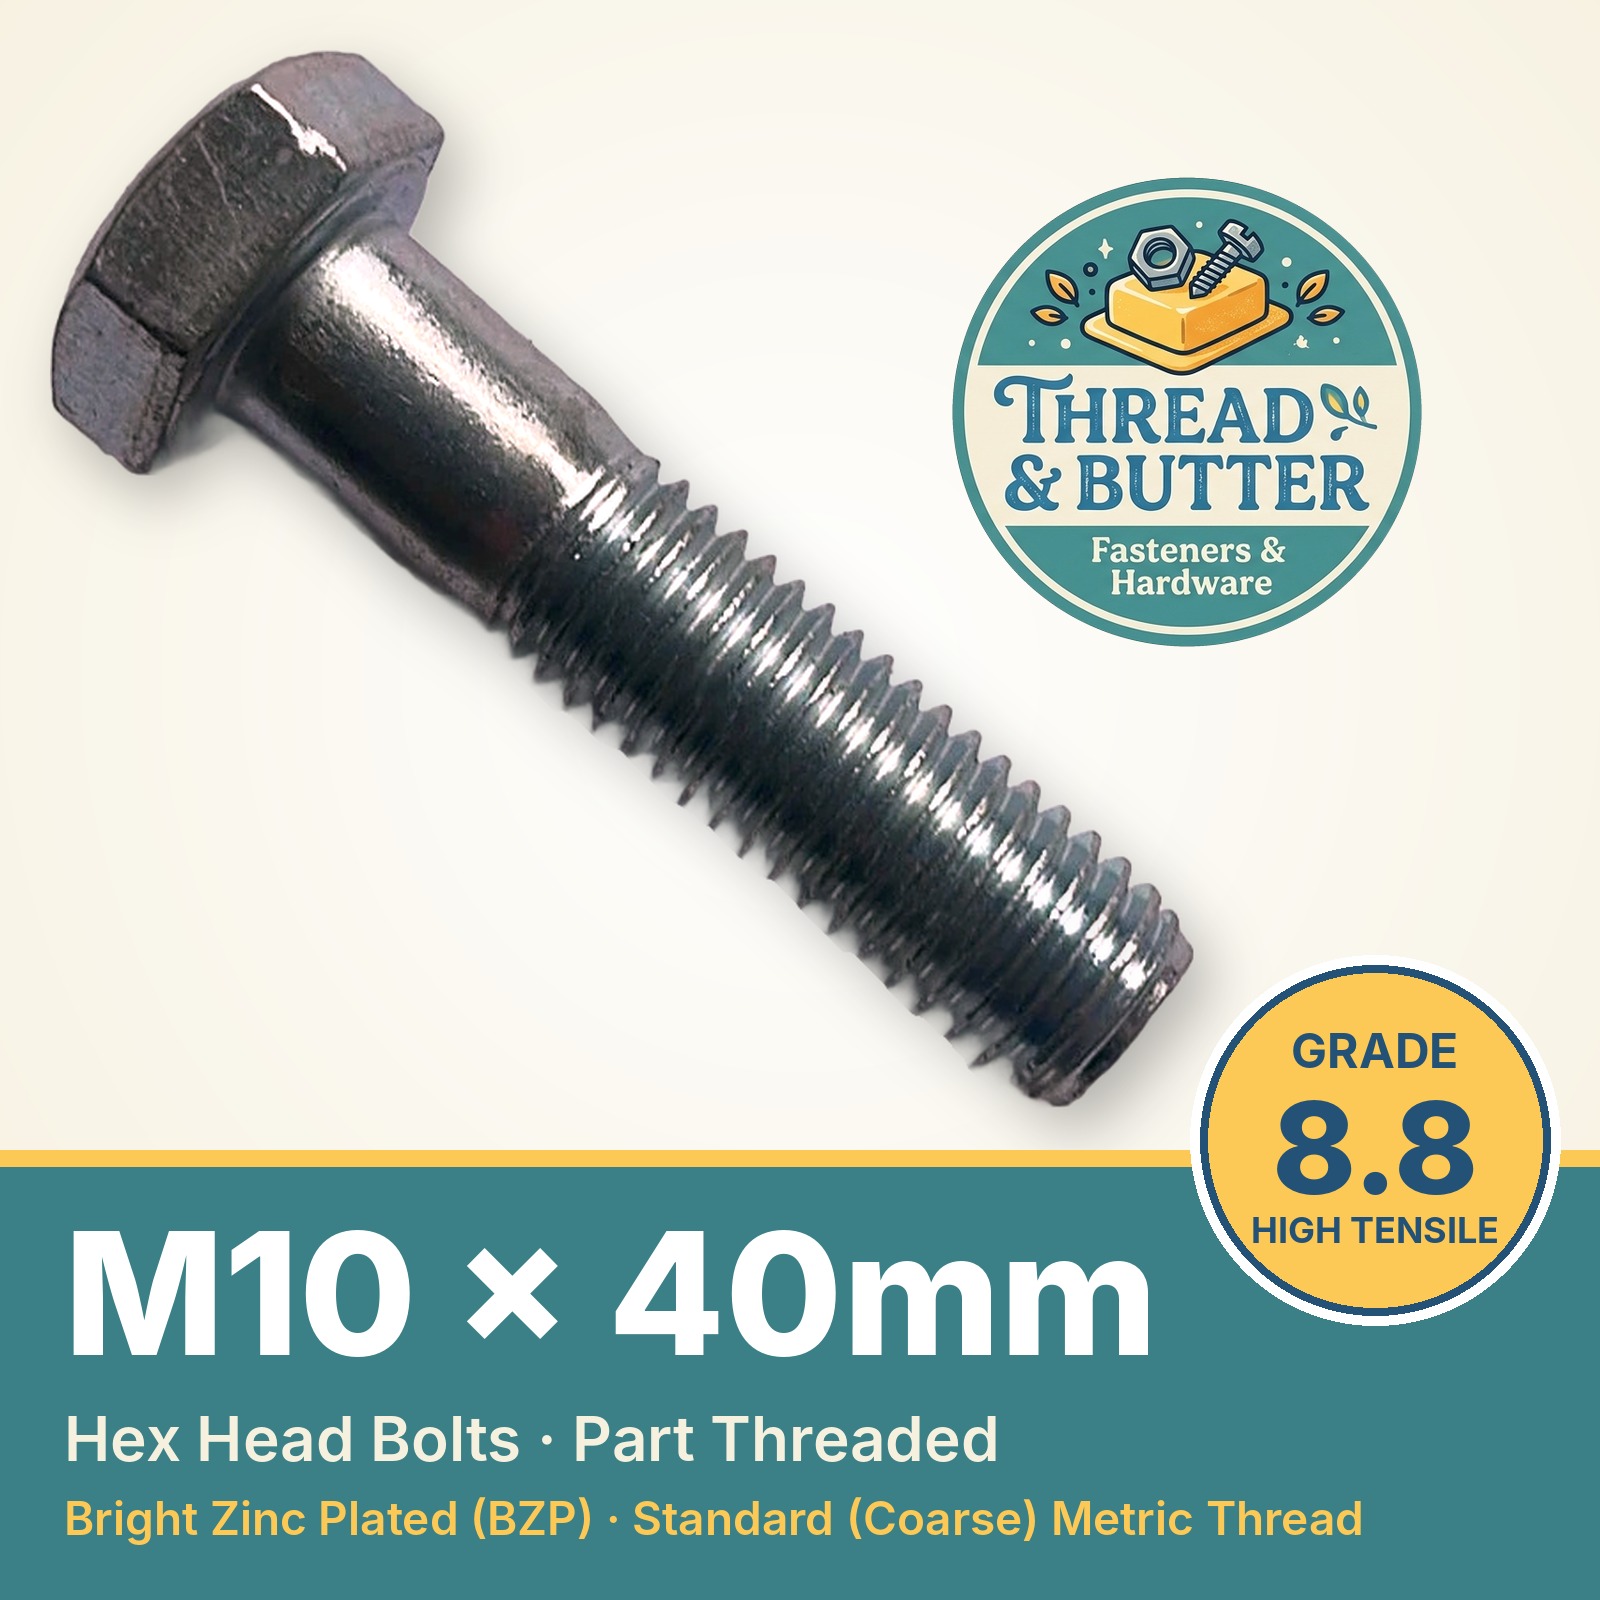 THREAD
& BUTTER
Fasteners &
Hardware
GRADE
8.8
HIGH TENSILE
M10 × 40mm
Hex Head Bolts · Part Threaded
Bright Zinc Plated (BZP) · Standard (Coarse) Metric Thread